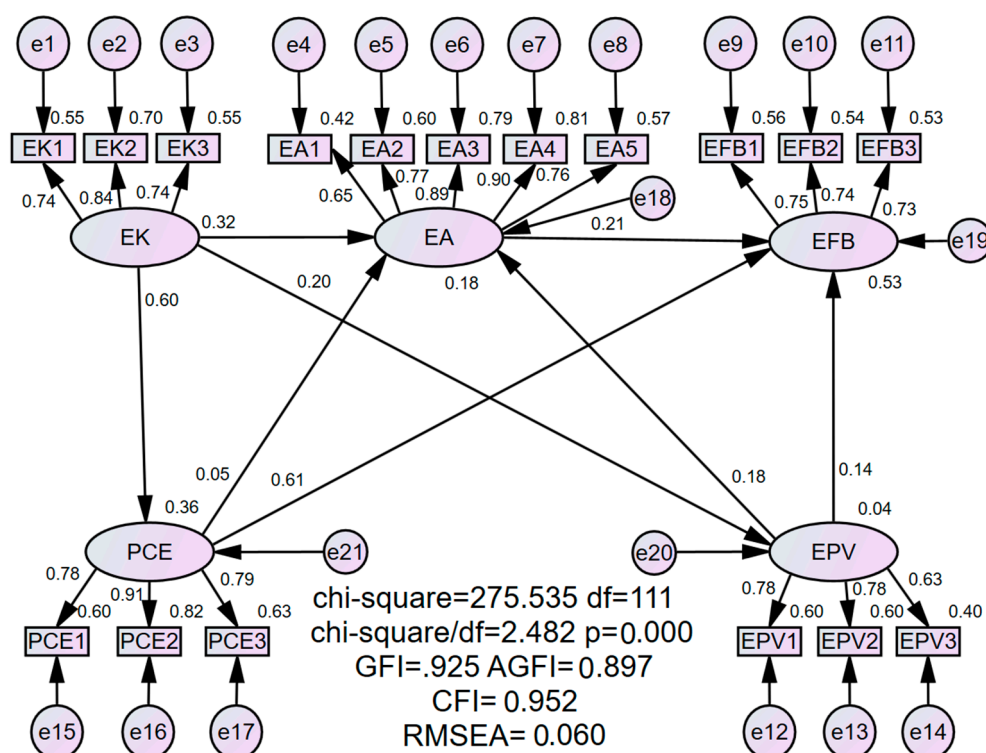 e1 e2 e3 e4 e5 e6 e7 e8 e9 e10 e11
0.55 0.70 0.55 0.42 0.60 0.79 0.81 0.57 0.56 0.54 0.53
EK1 EK2 EK3 EA1 EA2 EA3 EA4 EA5 EFB1 EFB2 EFB3
0.74 0.84 0.74 0.65 0.77 0.89 0.90 0.76 0.75 0.74 0.73
e18
EK 0.32 EA 0.21 EFB e19
0.60 0.20 0.18 0.53
0.05 0.61 0.18 0.14
0.36 0.04
PCE e21 e20 EPV
0.78 0.91 0.79 0.78 0.78 0.63
0.60 0.82 0.63 0.60 0.60 0.40
PCE1 PCE2 PCE3 EPV1 EPV2 EPV3
e15 e16 e17 e12 e13 e14
chi-square=275.535 df=111
chi-square/df=2.482 p=0.000
GFI=.925 AGFI= 0.897
CFI= 0.952
RMSEA= 0.060